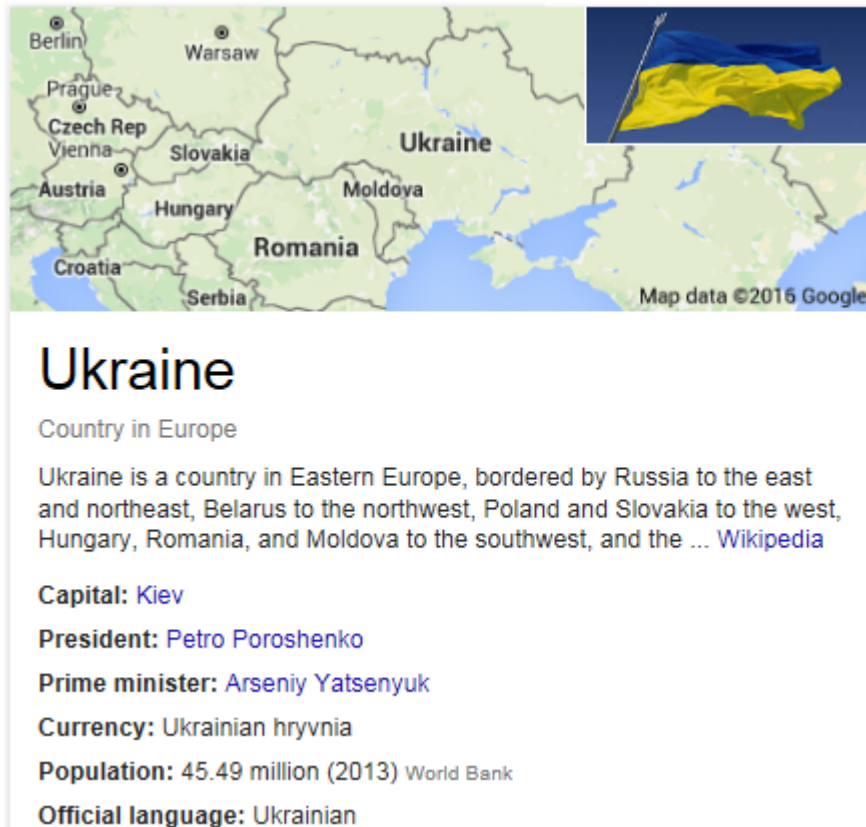 Berlin
Warsaw
Prague
Czech Rep
Vienna
Slovakia
Ukraine
Austria
Hungary
Moldova
Romania
Croatia
Serbia
Map data ©2016 Google
Ukraine
Country in Europe
Ukraine is a country in Eastern Europe, bordered by Russia to the east
and northeast, Belarus to the northwest, Poland and Slovakia to the west,
Hungary, Romania, and Moldova to the southwest, and the ... Wikipedia
Capital: Kiev
President: Petro Poroshenko
Prime minister: Arseniy Yatsenyuk
Currency: Ukrainian hryvnia
Population: 45.49 million (2013) World Bank
Official language: Ukrainian